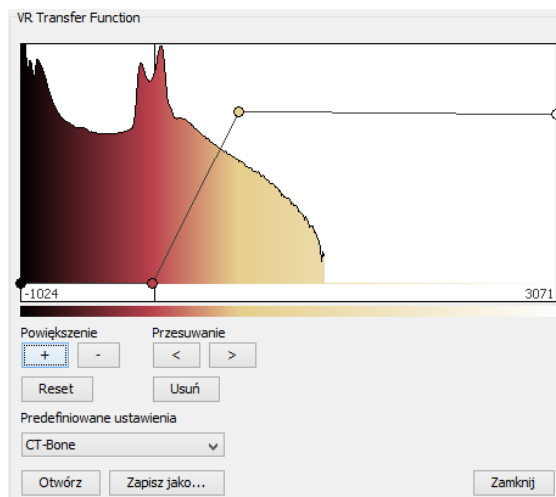 VR Transfer Function
-1024 3071
Powiększenie Przesuwanie
+ - < >
Reset Usuń
Predefiniowane ustawienia
CT-Bone
Otwórz Zapisz jako... Zamknij